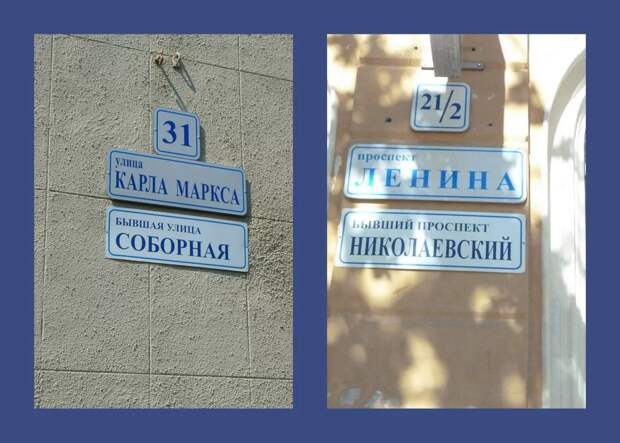 31
улица
КАРЛА МАРКСА
БЫВШАЯ УЛИЦА
СОБОРНАЯ
21/2
проспект
ЛЕНИНА
БЫВШИЙ ПРОСПЕКТ
НИКОЛАЕВСКИЙ